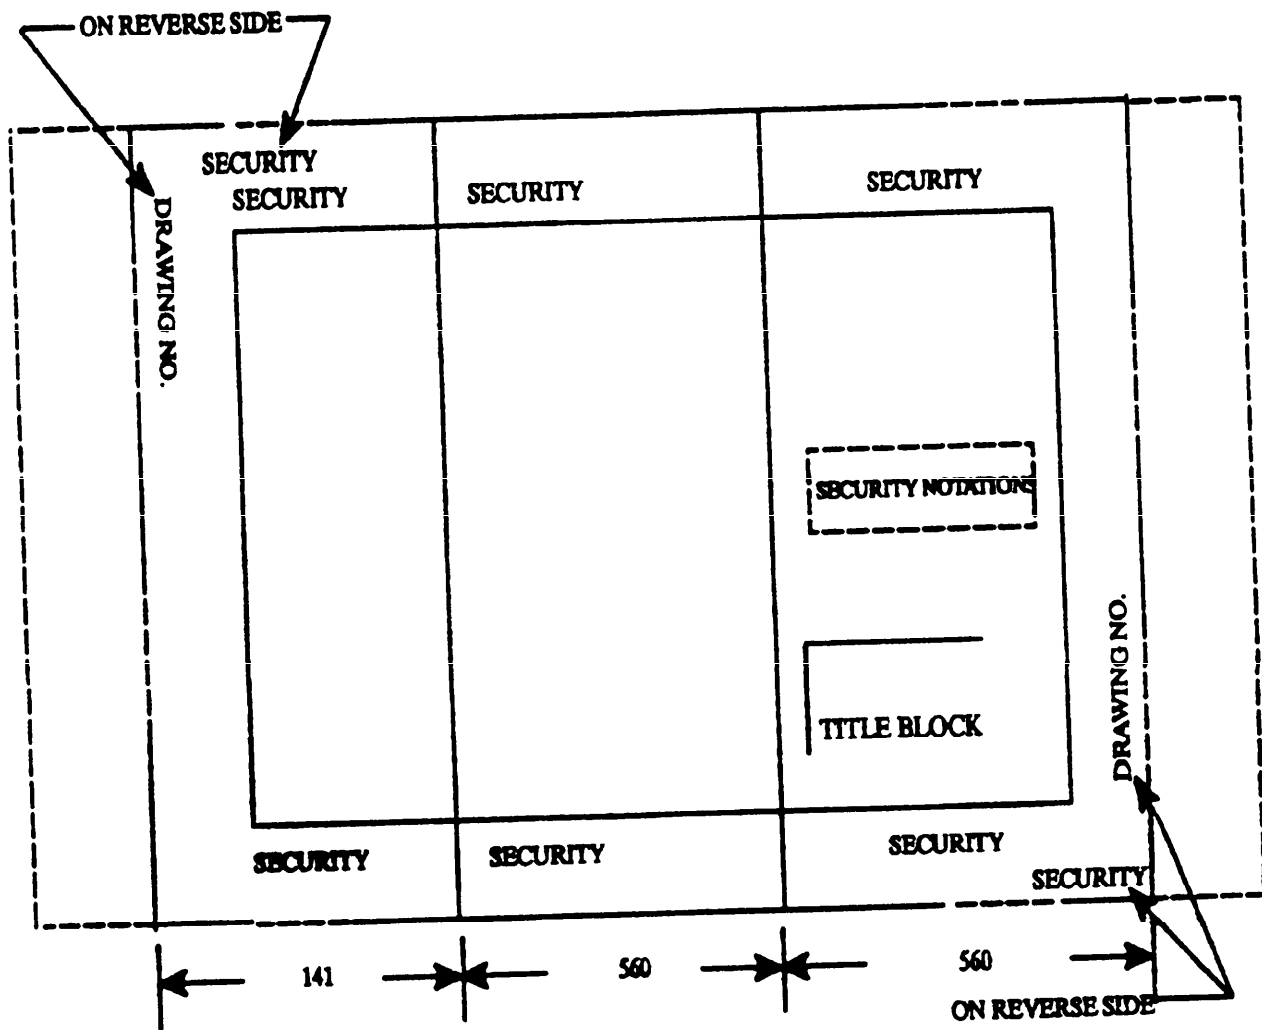 ON REVERSE SIDE
SECURITY
SECURITY
SECURITY
SECURITY
DRAWING NO.
SECURITY NOTATIONS
DRAWING NO.
TITLE BLOCK
SECURITY
SECURITY
SECURITY
SECURITY
141
560
560
ON REVERSE SIDE